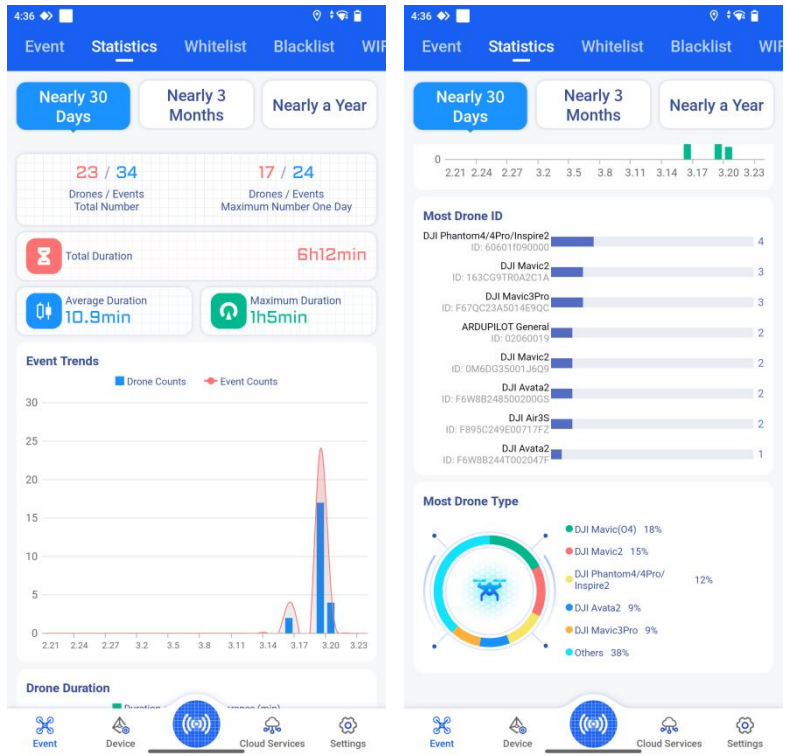 4:36
Event Statistics Whitelist Blacklist WIF
Nearly 30 Days
Nearly 3 Months
Nearly a Year
23 / 34
Drones / Events
Total Number
17 / 24
Drones / Events
Maximum Number One Day
Total Duration 6h12min
Average Duration
10.9min
Maximum Duration
1h5min
Event Trends
Drone Counts Event Counts
30
25
20
15
10
5
0
2.21 2.24 2.27 3.2 3.5 3.8 3.11 3.14 3.17 3.20 3.23
Drone Duration
Event Device Cloud Services Settings
4:36
Event Statistics Whitelist Blacklist WIF
Nearly 30 Days
Nearly 3 Months
Nearly a Year
0
2.21 2.24 2.27 3.2 3.5 3.8 3.11 3.14 3.17 3.20 3.23
Most Drone ID
DJI Phantom4/4Pro/Inspire2 4
ID: 60601f090000
DJI Mavic2 3
ID: 163CG9TR0A2C1A
DJI Mavic3Pro 3
ID: F67QC23A5014E9QC
ARDUPILOT General 2
ID: 02060019
DJI Mavic2 2
ID: 0M6DG35001J6Q9
DJI Avata2 2
ID: F6W8B248500200GS
DJI Air3S 2
ID: F895C249E00717FZ
DJI Avata2 1
ID: F6W8B244T002047F
Most Drone Type
DJI Mavic(O4) 18%
DJI Mavic2 15%
DJI Phantom4/4Pro/
Inspire2 12%
DJI Avata2 9%
DJI Mavic3Pro 9%
Others 38%
Event Device Cloud Services Settings